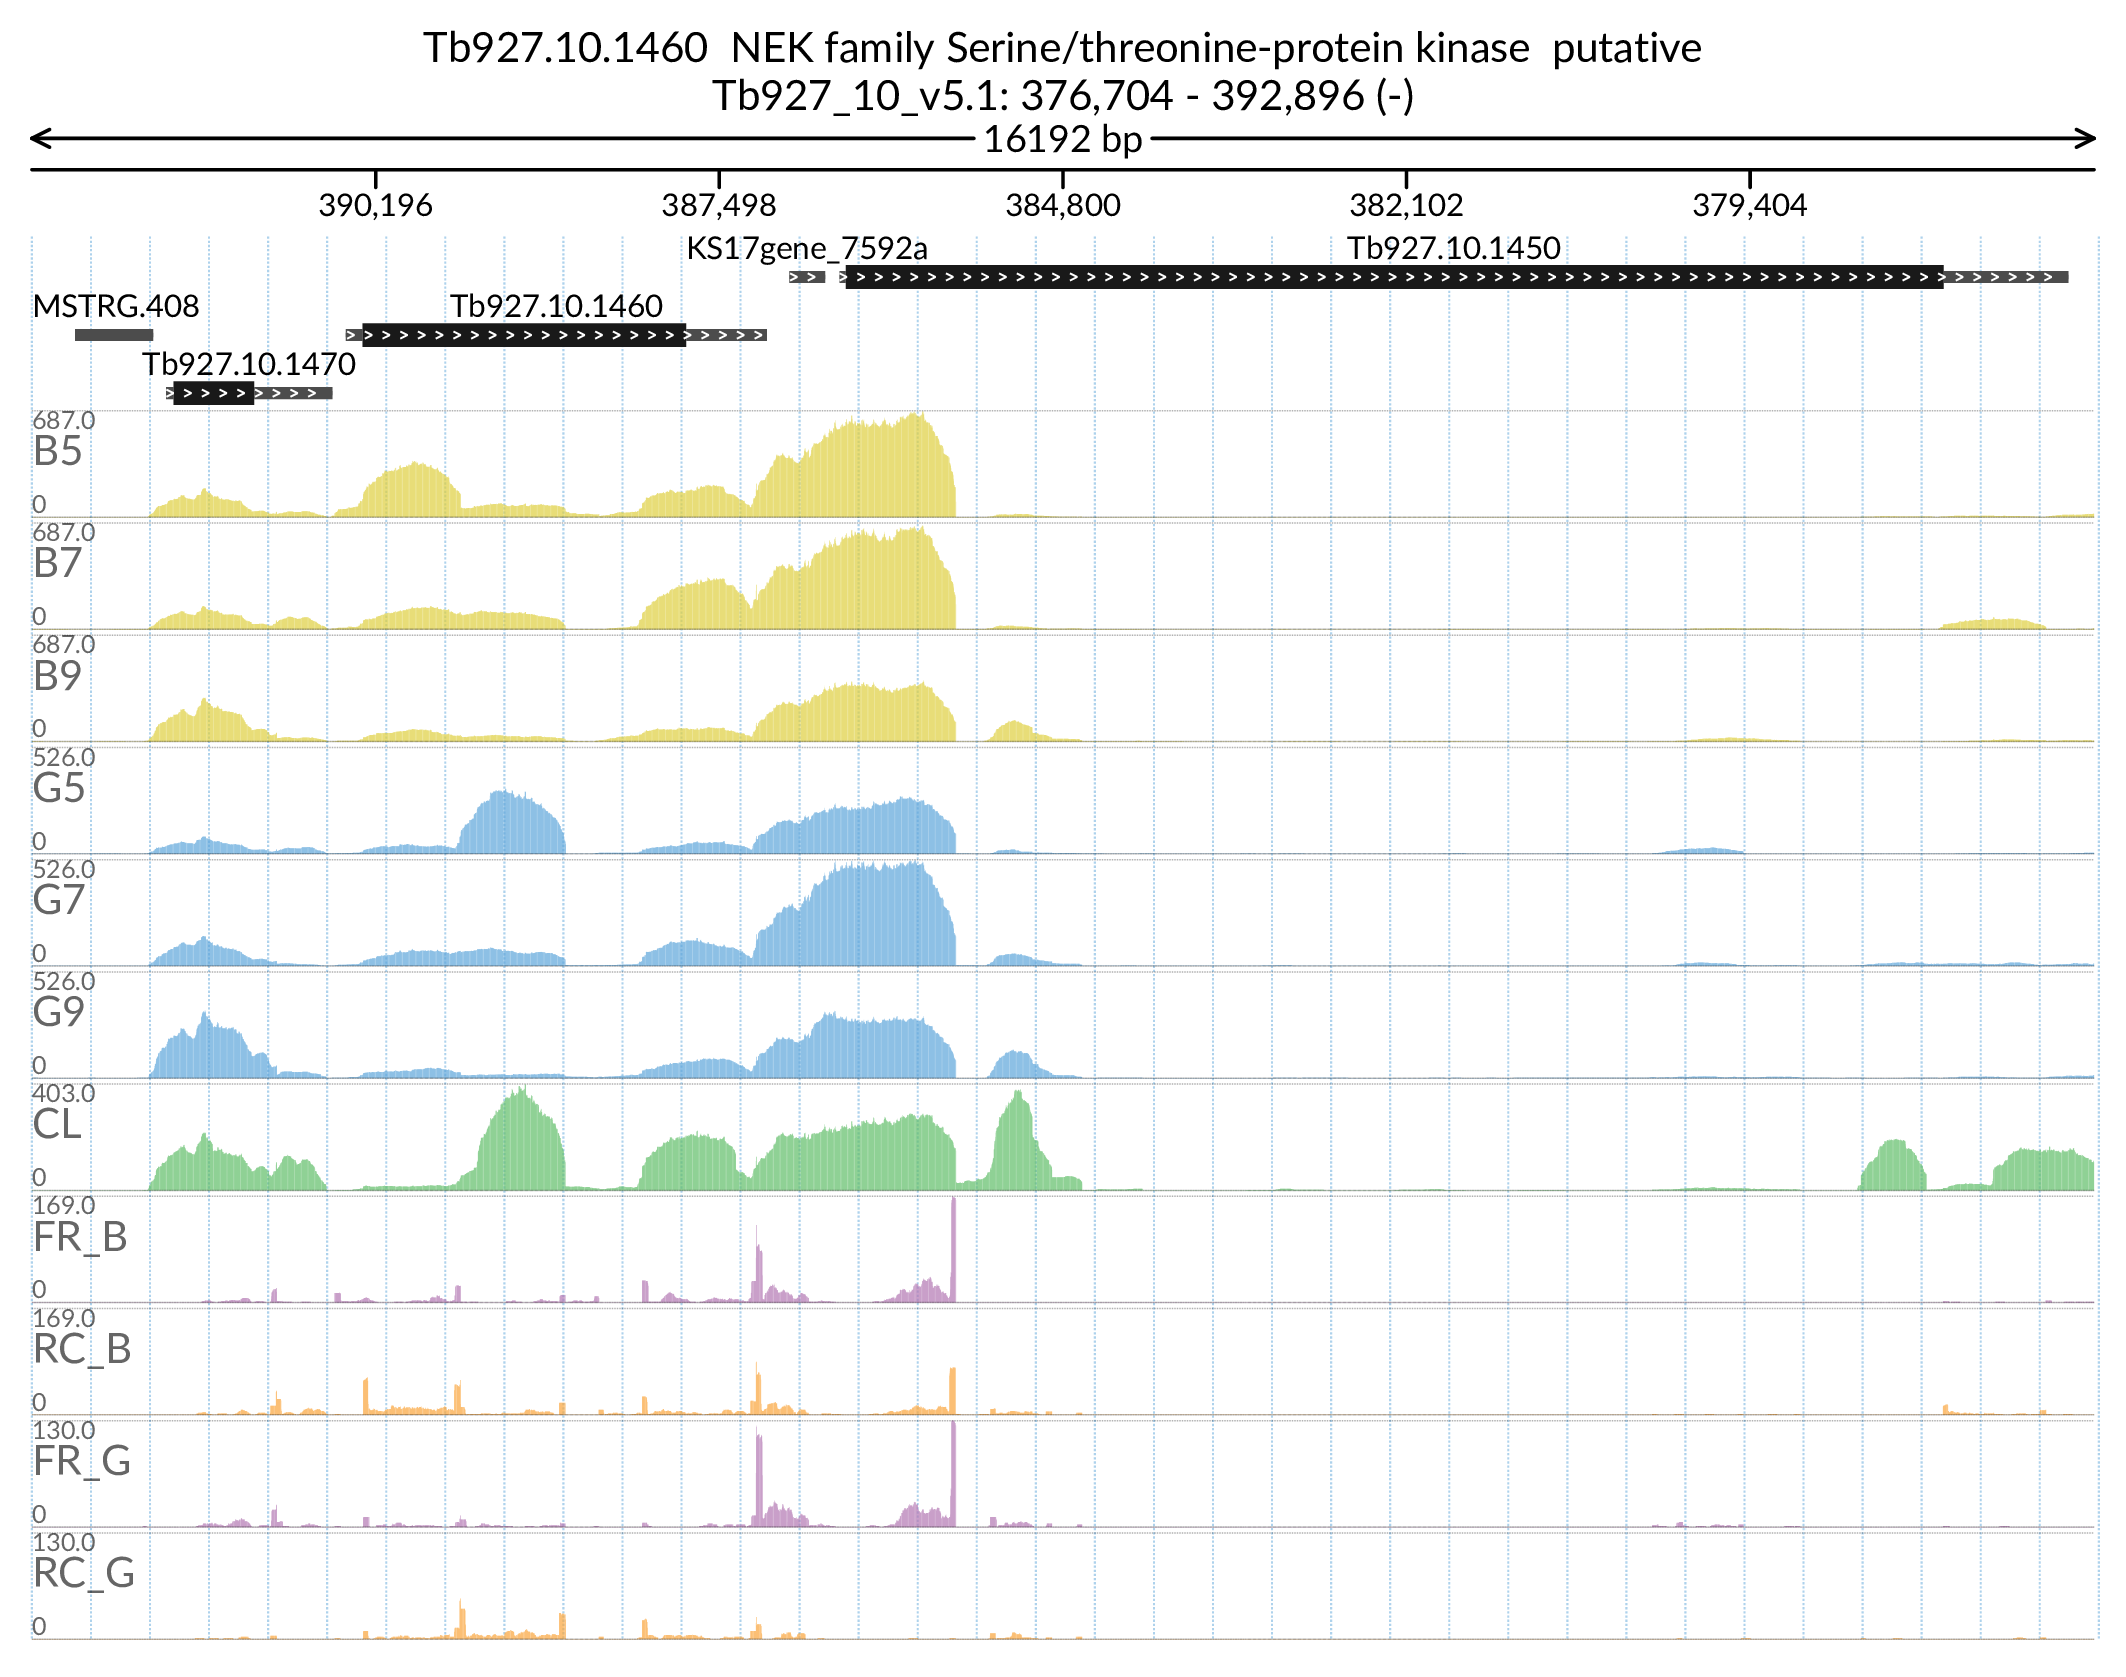 Tb927.10.1460  NEK family Serine/threonine-protein kinase  putative
Tb927_10_v5.1: 376,704 - 392,896 (-)
16192 bp
390,196 387,498 384,800 382,102 379,404
KS17gene_7592a Tb927.10.1450
MSTRG.408 Tb927.10.1460
Tb927.10.1470
687.0
B5
0
687.0
B7
0
687.0
B9
0
526.0
G5
0
526.0
G7
0
526.0
G9
0
403.0
CL
0
169.0
FR_B
0
169.0
RC_B
0
130.0
FR_G
0
130.0
RC_G
0